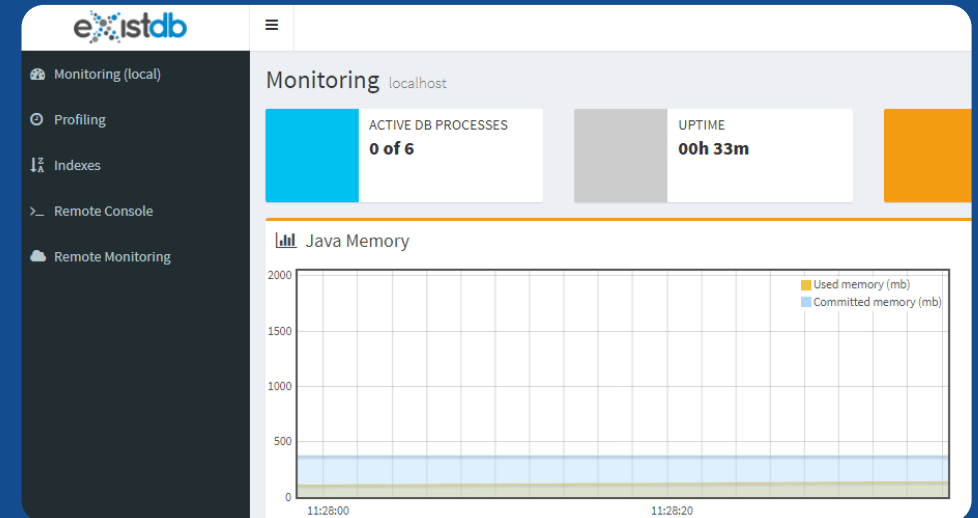 existdb
Monitoring (local)
Profiling
Indexes
Remote Console
Remote Monitoring
Monitoring localhost
ACTIVE DB PROCESSES
0 of 6
UPTIME
00h 33m
Java Memory
Used memory (mb)
Committed memory (mb)
2000
1500
1000
500
0
11:28:00
11:28:20